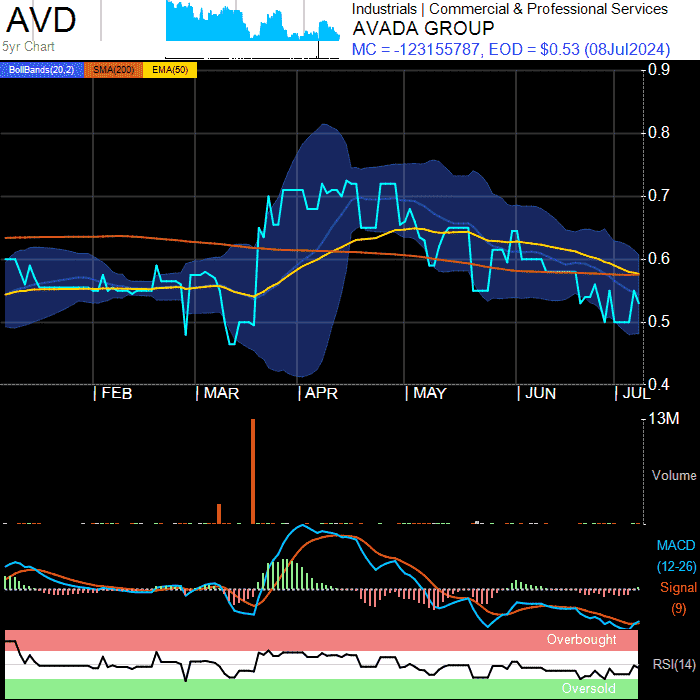 AVD
5yr Chart
Industrials | Commercial & Professional Services
AVADA GROUP
MC = -123155787, EOD = $0.53 (08Jul2024)
BollBands(20,2) SMA(200) EMA(50)
0.9
0.8
0.7
0.6
0.5
0.4
FEB MAR APR MAY JUN JUL
13M
Volume
MACD
(12-26)
Signal
(9)
Overbought
RSI(14)
Oversold